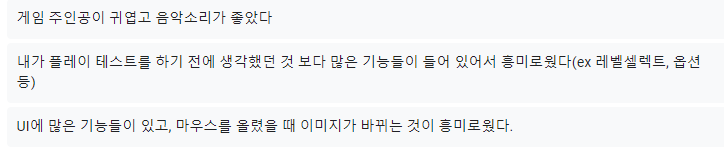 게임 주인공이 귀엽고 음악소리가 좋았다
내가 플레이 테스트를 하기 전에 생각했던 것 보다 많은 기능들이 들어 있어서 흥미로웠다(ex 레벨셀렉트, 옵션
등)
UI에 많은 기능들이 있고, 마우스를 올렸을 때 이미지가 바뀌는 것이 흥미로웠다.